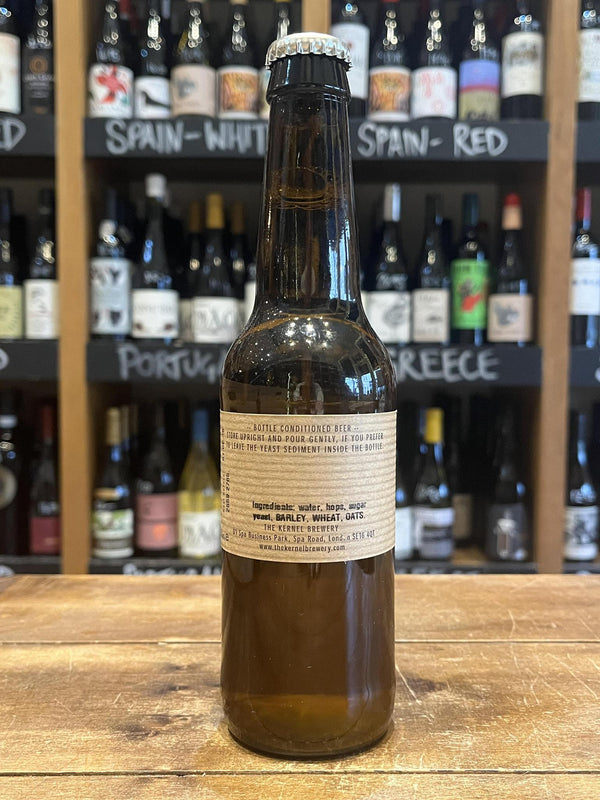 SPAIN-WHIT
SPAIN- RED
PORTUG
GREECE
-- BOTTLE CONDITIONED BEER --
STORE UPRIGHT AND POUR GENTLY, IF YOU PREFER
TO LEAVE THE YEAST SEDIMENT INSIDE THE BOTTLE.
Ingredients: water, hops, sugar
yeast, BARLEY, WHEAT, OATS.
THE KERNEL BREWERY
Spa Business Park, Spa Road, London SE16 4QT
www.thekernelbrewery.com